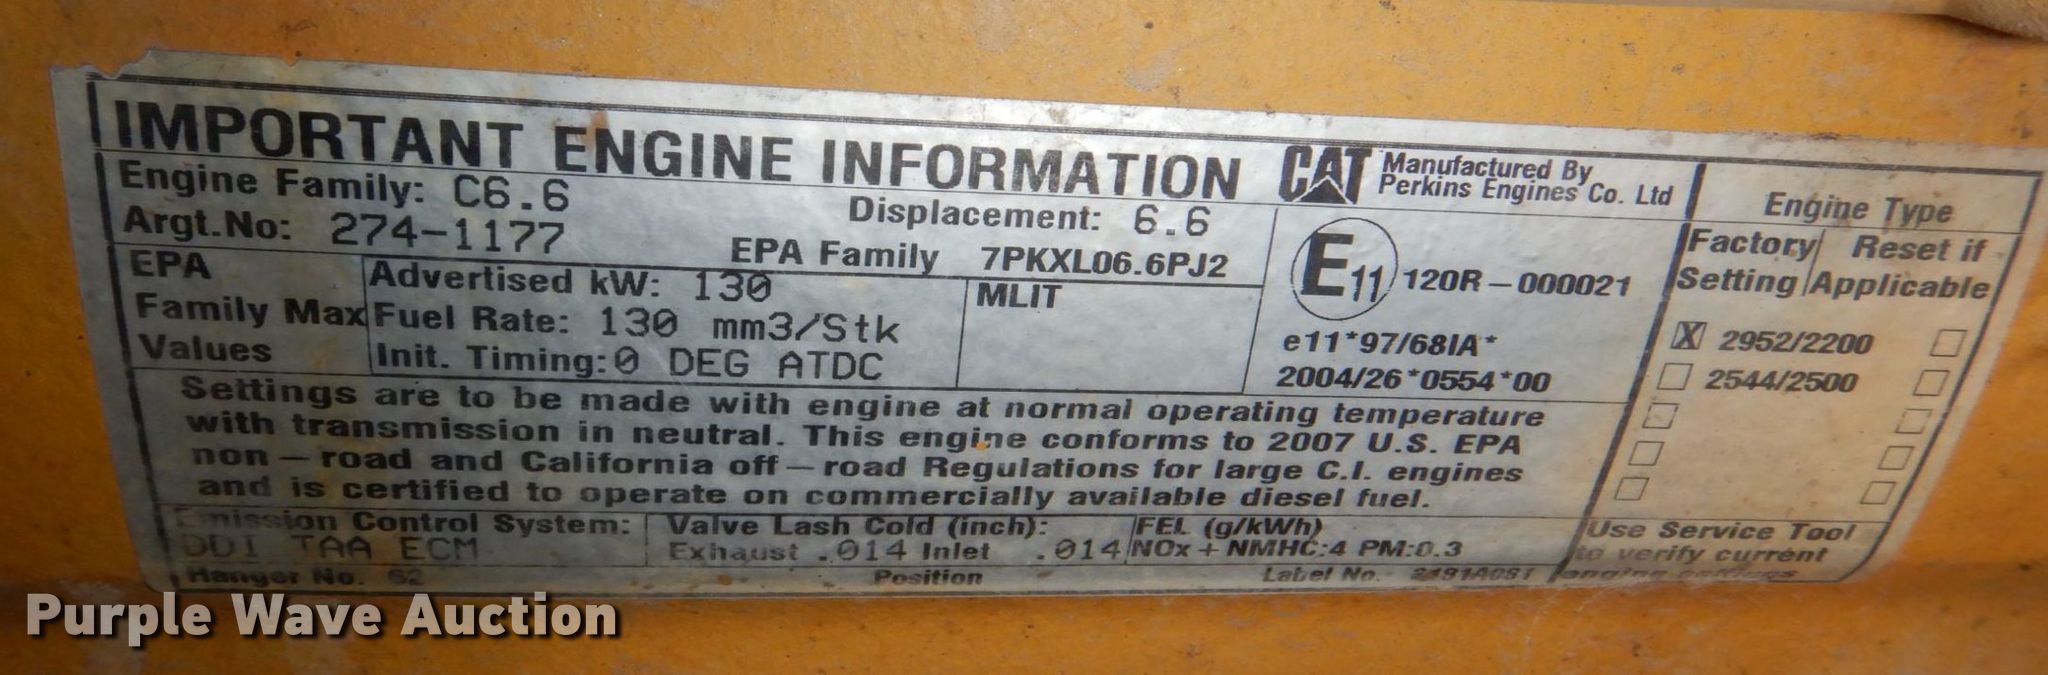 IMPORTANT ENGINE INFORMATION
CAT Manufactured By
Perkins Engines Co. Ltd
Engine Family: C6.6
Displacement: 6.6
Argt.No: 274-1177
EPA Family 7PKXL06.6PJ2
EPA
Family Max
Values
Advertised kW: 130
Fuel Rate: 130 mm3/Stk
Init. Timing:0 DEG ATDC
MLIT
E11 120R-000021
e11*97/68IA*
2004/26*0554*00
Settings are to be made with engine at normal operating temperature
with transmission in neutral. This engine conforms to 2007 U.S. EPA
non-road and California off-road Regulations for large C.I. engines
and is certified to operate on commercially available diesel fuel.
Emission Control System:
DDI TAA ECM
Valve Lash Cold (inch):
Exhaust .014 Inlet .014
FEL (g/kWh)
NOx+NMHC:4 PM:0.3
Hanger No. 62
Position
Label No.
Engine Type
Factory Setting
Reset if Applicable
X 2952/2200
2544/2500
Use Service Tool
to verify current
engine settings
Purple Wave Auction